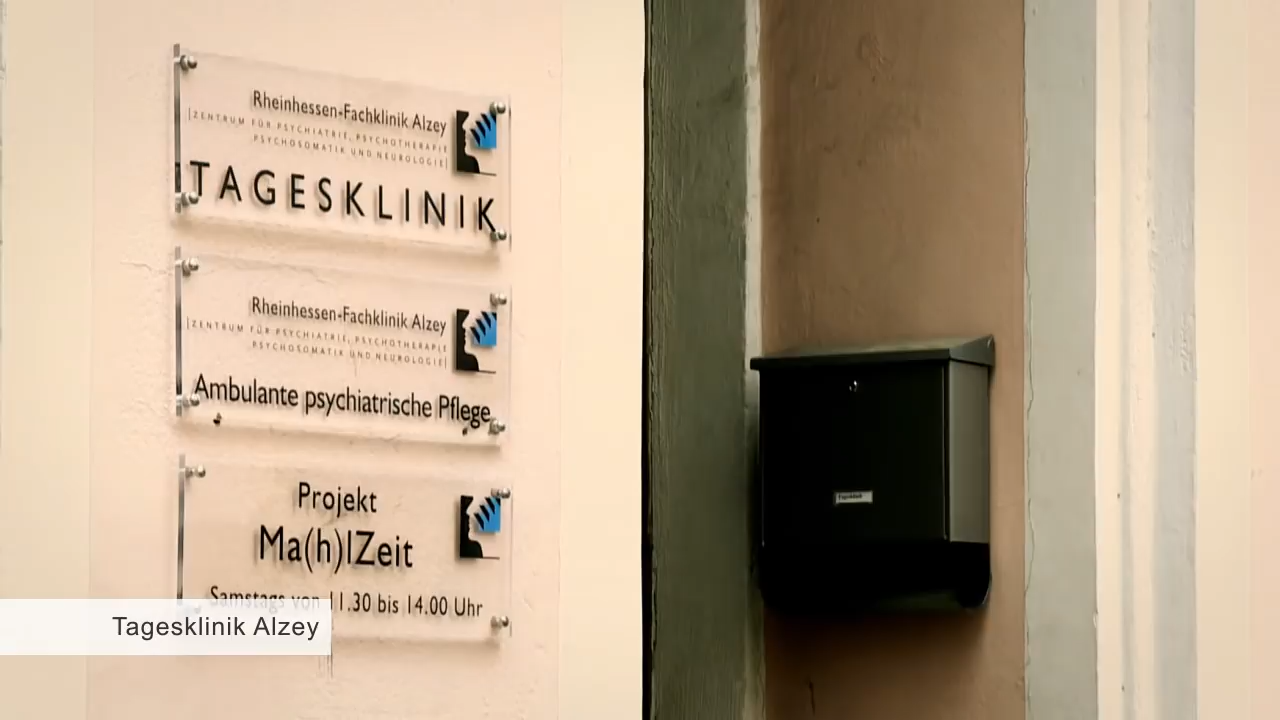 Rheinhessen-Fachklinik Alzey
|ZENTRUM FÜR PSYCHIATRIE, PSYCHOTHERAPIE
PSYCHOSOMATIK UND NEUROLOGIE|
TAGESKLINIK
Rheinhessen-Fachklinik Alzey
|ZENTRUM FÜR PSYCHIATRIE, PSYCHOTHERAPIE
PSYCHOSOMATIK UND NEUROLOGIE|
Ambulante psychiatrische Pflege
Projekt
Ma(h)lZeit
Samstags von 11.30 bis 14.00 Uhr
Tagesklinik Alzey
Tagesklinik